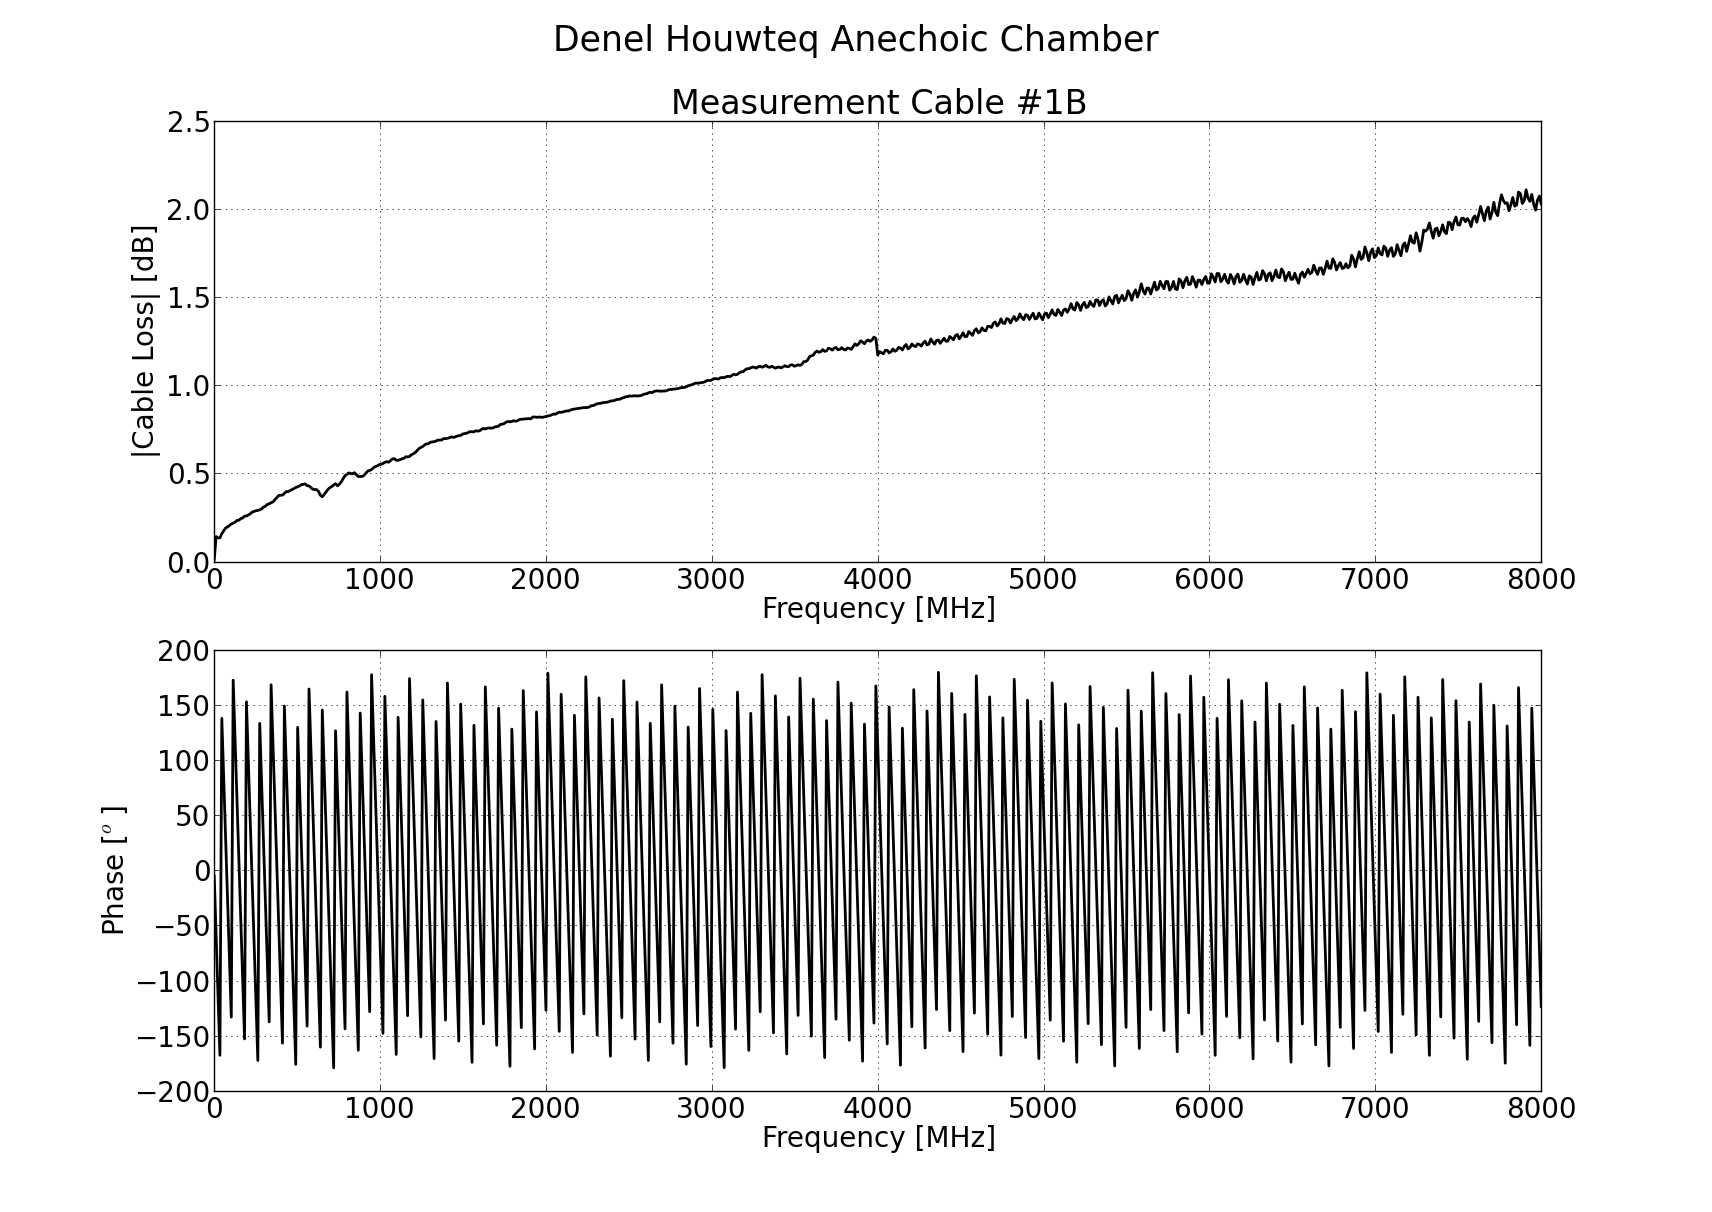 Denel Houwteq Anechoic Chamber
Measurement Cable #1B
2.5
2.0
1.5
1.0
0.5
0.0
|Cable Loss| [dB]
0 1000 2000 3000 4000 5000 6000 7000 8000
Frequency [MHz]
200
150
100
50
0
−50
−100
−150
−200
Phase [°]
0 1000 2000 3000 4000 5000 6000 7000 8000
Frequency [MHz]